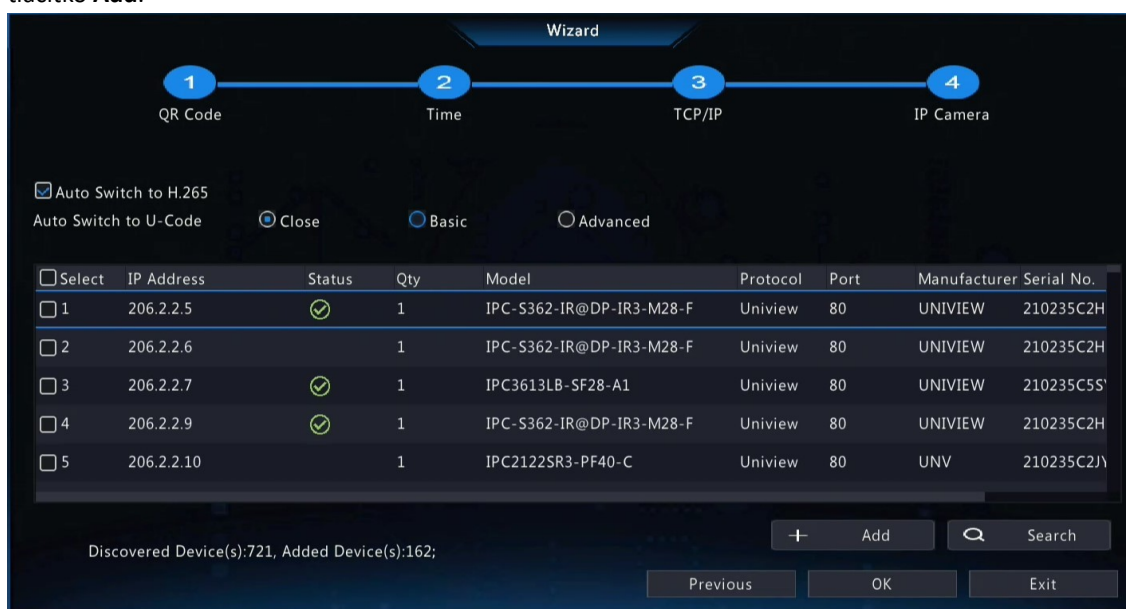 Add.
Wizard
1 2 3 4
QR Code Time TCP/IP IP Camera
Auto Switch to H.265
Auto Switch to U-Code Close Basic Advanced
Select IP Address Status Qty Model Protocol Port Manufacturer Serial No.
1 206.2.2.5 1 IPC-S362-IR@DP-IR3-M28-F Uniview 80 UNIVIEW 210235C2H
2 206.2.2.6 1 IPC-S362-IR@DP-IR3-M28-F Uniview 80 UNIVIEW 210235C2H
3 206.2.2.7 1 IPC3613LB-SF28-A1 Uniview 80 UNIVIEW 210235C5S
4 206.2.2.9 1 IPC-S362-IR@DP-IR3-M28-F Uniview 80 UNIVIEW 210235C2H
5 206.2.2.10 1 IPC2122SR3-PF40-C Uniview 80 UNV 210235C2J
Discovered Device(s):721, Added Device(s):162;
Add Search
Previous OK Exit